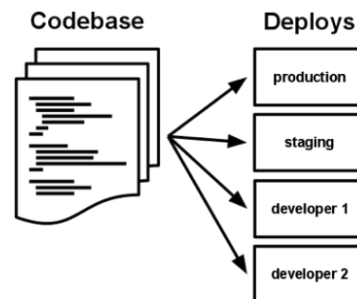 Codebase
Deploys
production
staging
developer 1
developer 2